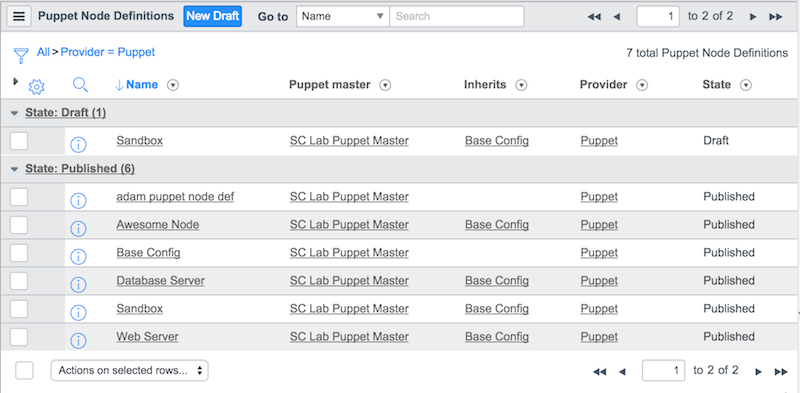 Puppet Node Definitions New Draft Go to Name Search 1 to 2 of 2
All > Provider = Puppet 7 total Puppet Node Definitions
Name Puppet master Inherits Provider State
State: Draft (1)
Sandbox SC Lab Puppet Master Base Config Puppet Draft
State: Published (6)
adam puppet node def SC Lab Puppet Master Puppet Published
Awesome Node SC Lab Puppet Master Base Config Puppet Published
Base Config SC Lab Puppet Master Puppet Published
Database Server SC Lab Puppet Master Base Config Puppet Published
Sandbox SC Lab Puppet Master Base Config Puppet Published
Web Server SC Lab Puppet Master Base Config Puppet Published
Actions on selected rows... 1 to 2 of 2